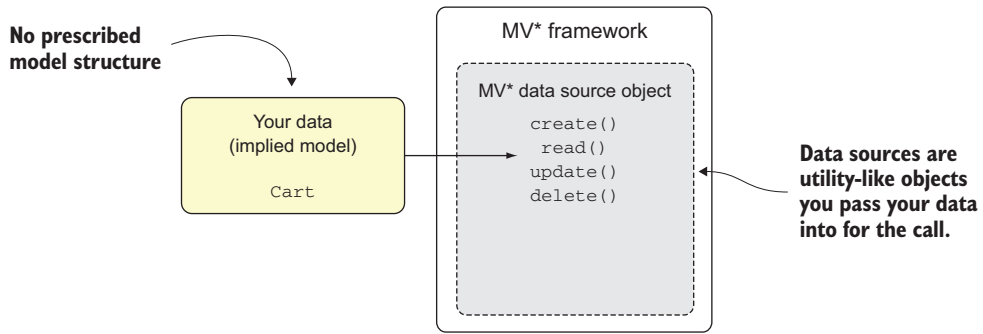 No prescribed
model structure
MV* framework
MV* data source object
create()
read()
update()
delete()
Your data
(implied model)
Cart
Data sources are
utility-like objects
you pass your data
into for the call.